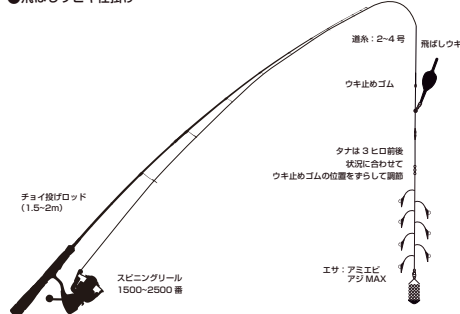 ●飛ばしサビキ仕掛け
道糸：2~4号
飛ばしウキ
ウキ止めゴム
タナは3ヒロ前後
状況に合わせて
ウキ止めゴムの位置をずらして調節
チョイ投げロッド
（1.5~2m）
スピニングリール
1500~2500番
エサ：アミエビ
アジMAX